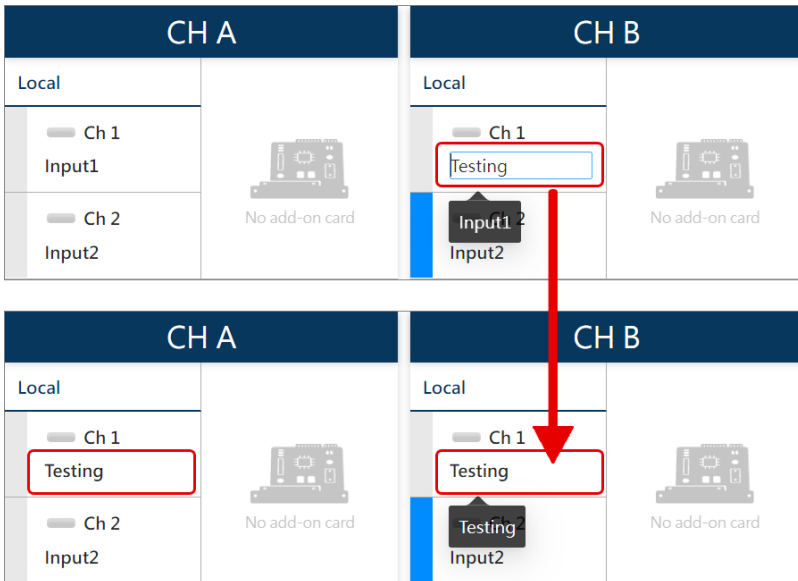 CH A
CH B
Local
Local
Ch 1
Input1
No add-on card
Ch 1
Testing
No add-on card
Ch 2
Input2
Input1
2
Input2
CH A
CH B
Local
Local
Ch 1
Testing
No add-on card
Ch 1
Testing
No add-on card
Ch 2
Input2
Testing
2
Input2